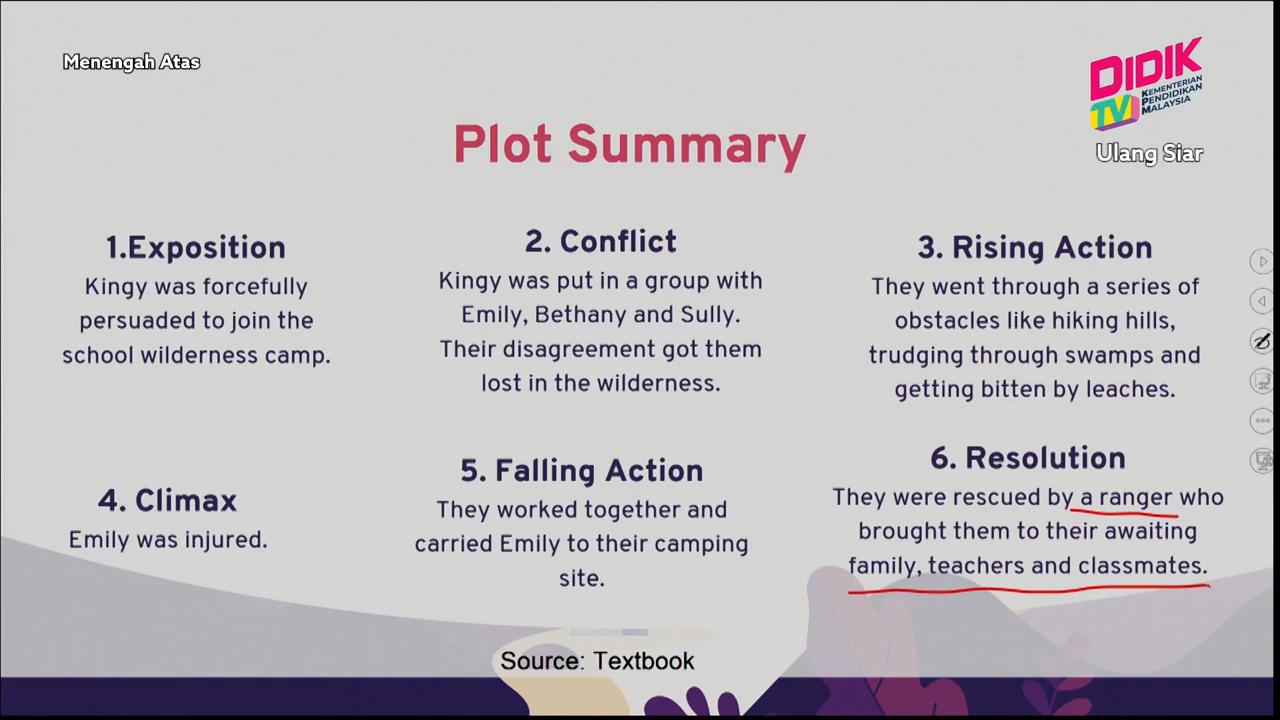 Menengah Atas
DIDIK
TV
KEMENTERIAN
PENDIDIKAN
MALAYSIA
Ulang Siar
Plot Summary
1.Exposition
Kingy was forcefully
persuaded to join the
school wilderness camp.
2. Conflict
Kingy was put in a group with
Emily, Bethany and Sully.
Their disagreement got them
lost in the wilderness.
3. Rising Action
They went through a series of
obstacles like hiking hills,
trudging through swamps and
getting bitten by leaches.
4. Climax
Emily was injured.
5. Falling Action
They worked together and
carried Emily to their camping
site.
6. Resolution
They were rescued by a ranger who
brought them to their awaiting
family, teachers and classmates.
Source: Textbook